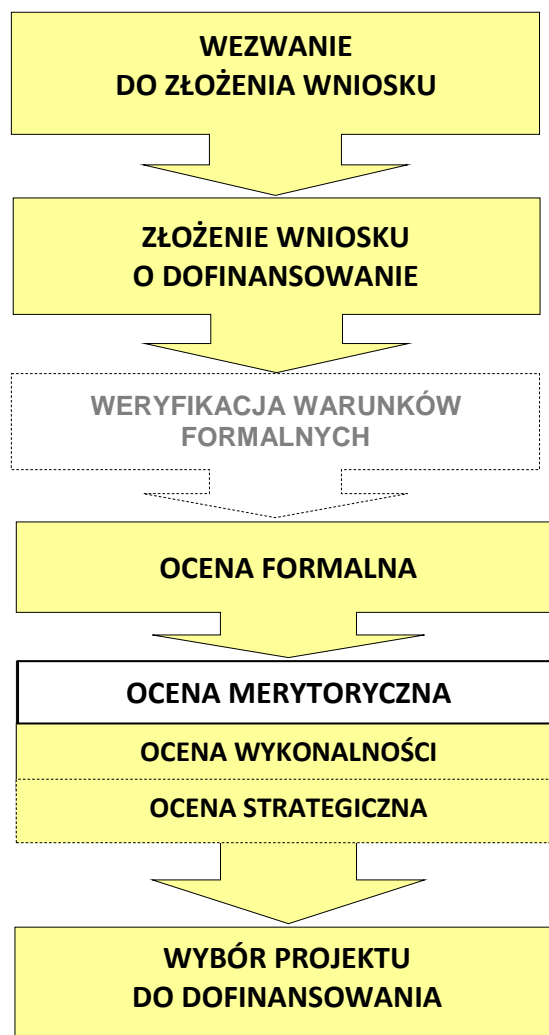 WEZWANIE
DO ZŁOŻENIA WNIOSKU
ZŁOŻENIE WNIOSKU
O DOFINANSOWANIE
WERYFIKACJA WARUNKÓW
FORMALNYCH
OCENA FORMALNA
OCENA MERYTORYCZNA
OCENA WYKONALNOŚCI
OCENA STRATEGICZNA
WYBÓR PROJEKTU
DO DOFINANSOWANIA